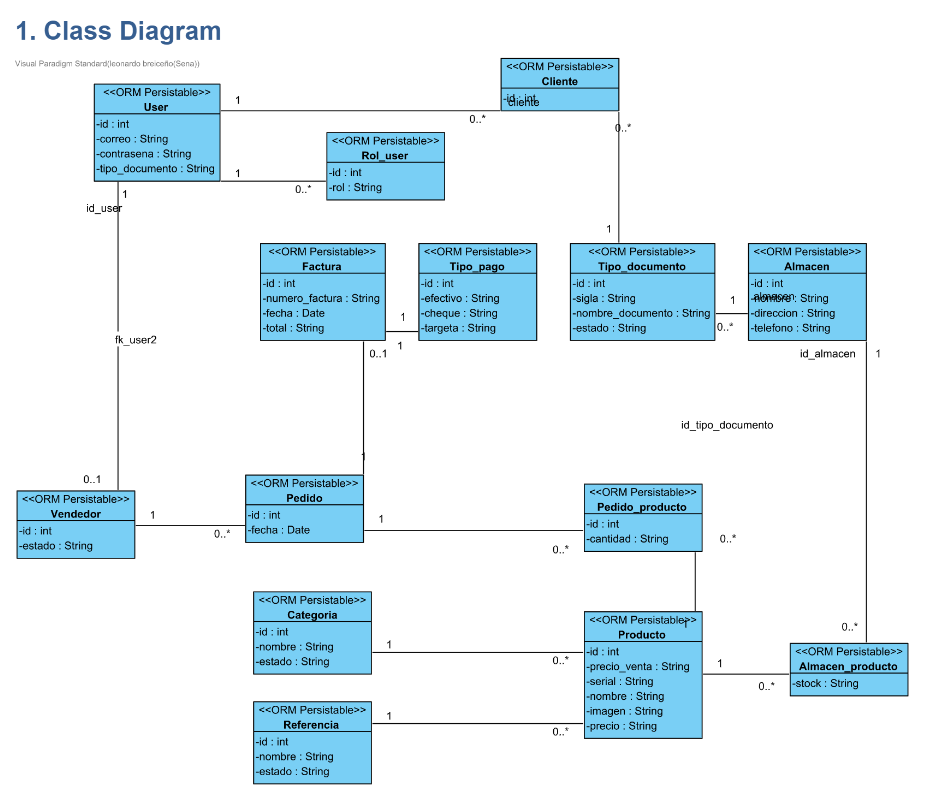 1. Class Diagram
Visual Paradigm Standard(leonardo breiceño(Sena))
<<ORM Persistable>>
Cliente
-id : int
cliente
<<ORM Persistable>>
User
-id : int
-correo : String
-contrasena : String
-tipo_documento : String
1
0..*
0..*
<<ORM Persistable>>
Rol_user
-id : int
-rol : String
1
0..*
1
id_user
1
<<ORM Persistable>>
Factura
-id : int
-numero_factura : String
-fecha : Date
-total : String
<<ORM Persistable>>
Tipo_pago
-id : int
-efectivo : String
-cheque : String
-targeta : String
<<ORM Persistable>>
Tipo_documento
-id : int
-sigla : String
-nombre_documento : String
-estado : String
<<ORM Persistable>>
Almacen
-id : int
-nombre : String
almacen
-direccion : String
-telefono : String
1
1
1
0..*
fk_user2
0..1
id_almacen
1
id_tipo_documento
1
0..1
<<ORM Persistable>>
Vendedor
-id : int
-estado : String
<<ORM Persistable>>
Pedido
-id : int
-fecha : Date
<<ORM Persistable>>
Pedido_producto
-id : int
-cantidad : String
1
0..*
1
0..*
0..*
<<ORM Persistable>>
Categoria
-id : int
-nombre : String
-estado : String
<<ORM Persistable>>
1
Producto
-id : int
-precio_venta : String
-serial : String
-nombre : String
-imagen : String
-precio : String
0..*
<<ORM Persistable>>
Almacen_producto
-stock : String
1
0..*
1
0..*
<<ORM Persistable>>
Referencia
-id : int
-nombre : String
-estado : String
1
0..*